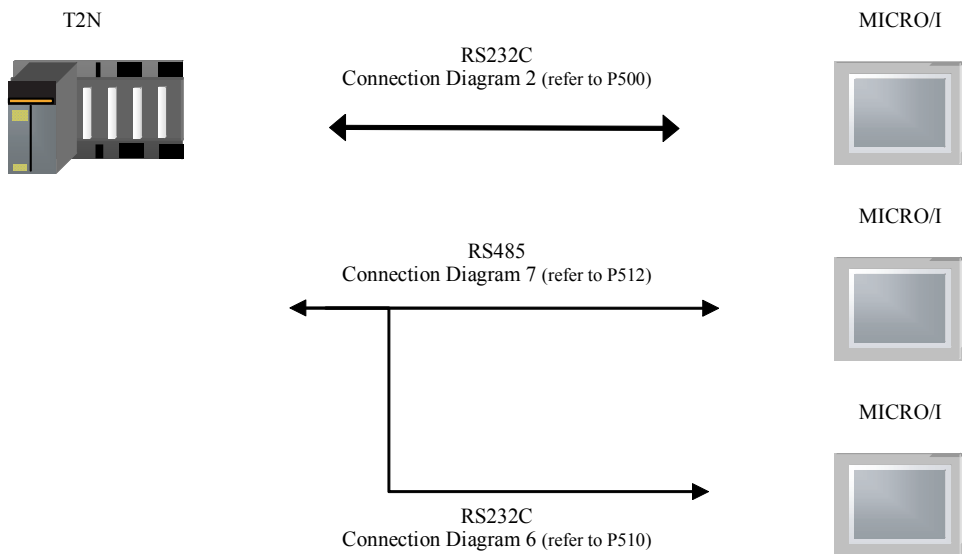 T2N
MICRO/I
RS232C
Connection Diagram 2 (refer to P500)
MICRO/I
RS485
Connection Diagram 7 (refer to P512)
MICRO/I
RS232C
Connection Diagram 6 (refer to P510)